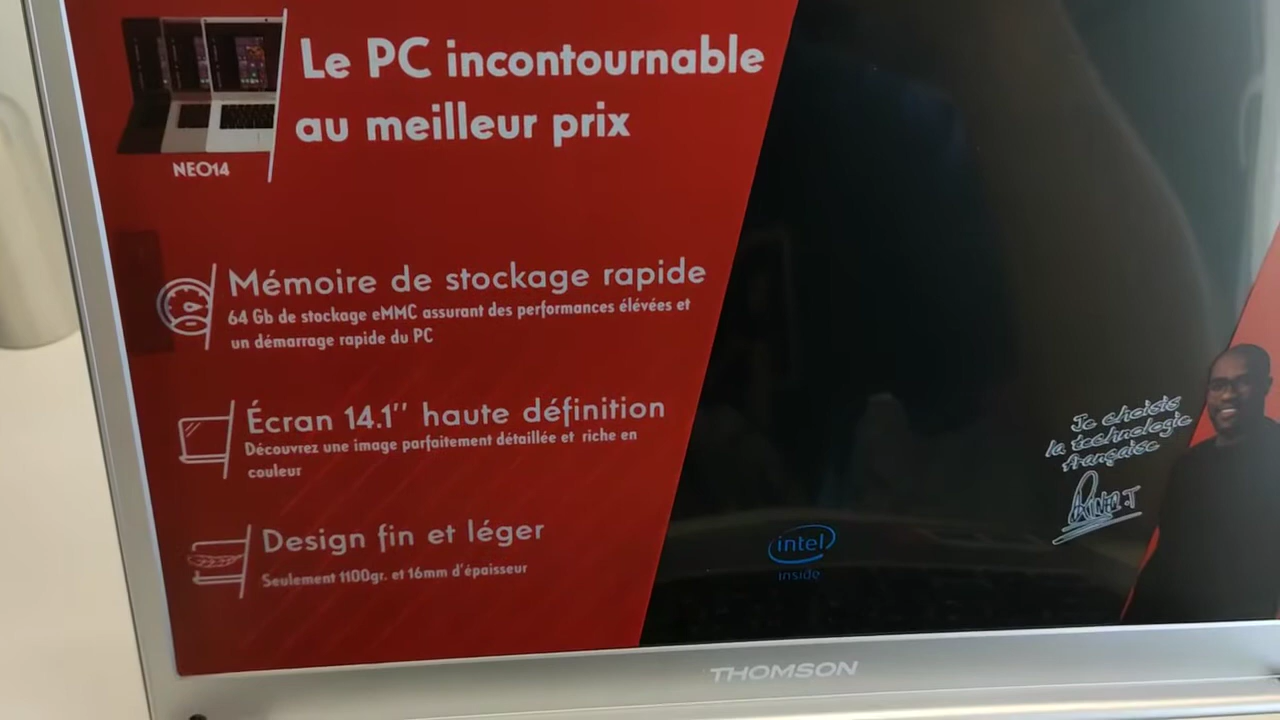 Le PC incontournable
au meilleur prix
NEO14
Mémoire de stockage rapide
64 Gb de stockage eMMC assurant des performances élévées et
un démarrage rapide du PC
Écran 14.1'' haute définition
Découvrez une image parfaitement détaillée et riche en
couleur
Design fin et léger
Seulement 1100gr. et 16mm d'épaisseur
Je choisis
la technologie
française
intel
inside
THOMSON